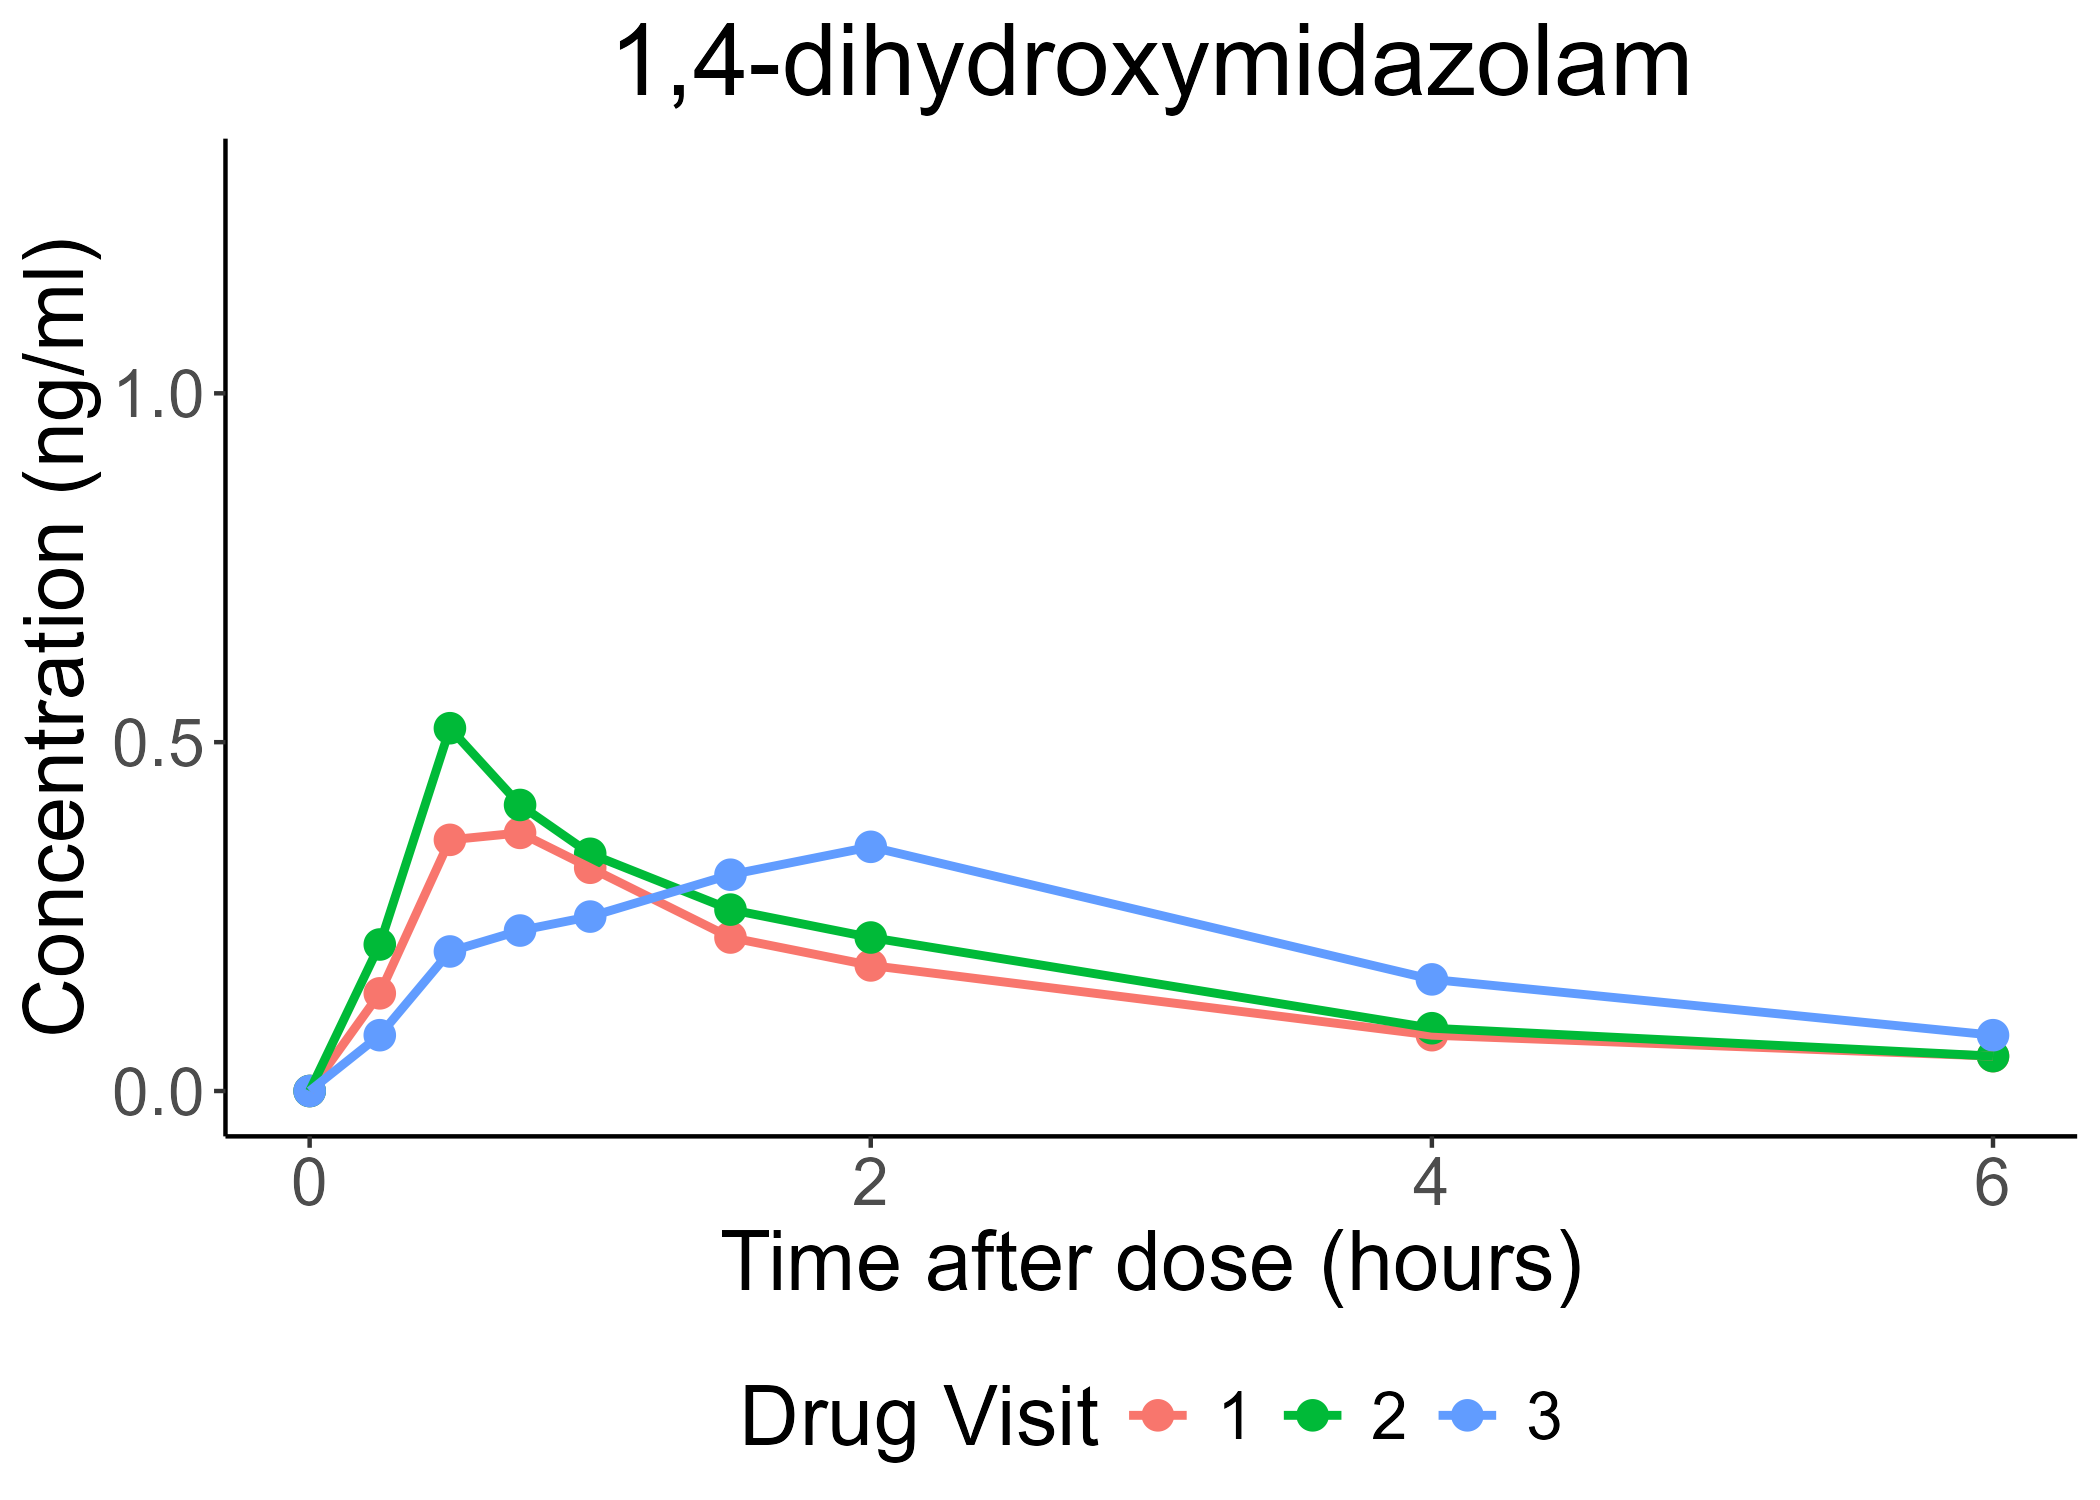 1,4-dihydroxymidazolam
Concentration (ng/ml)
1.0
0.5
0.0
0 2 4 6
Time after dose (hours)
Drug Visit 1 2 3